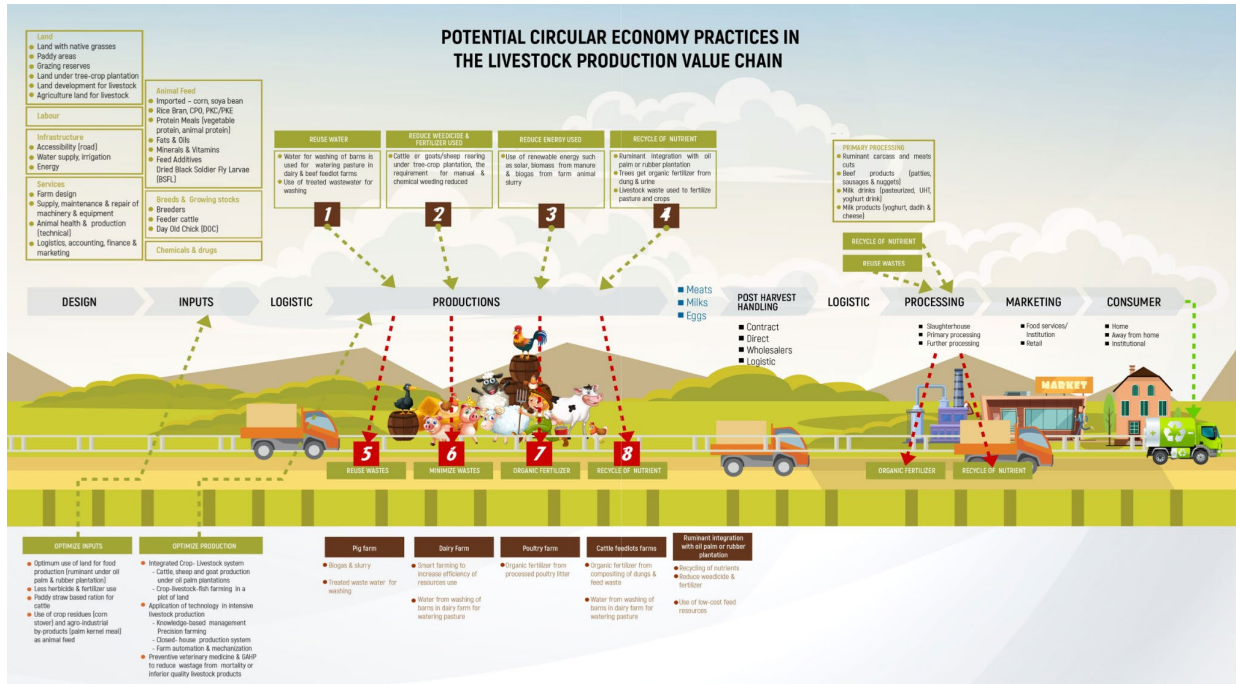 POTENTIAL CIRCULAR ECONOMY PRACTICES IN
THE LIVESTOCK PRODUCTION VALUE CHAIN
Land
Land with native grasses
Paddy areas
Grazing reserves
Land under tree-crop plantation
Land development for livestock
Agriculture land for livestock
Labour
Infrastructure
Accessibility (road)
Water supply, irrigation
Energy
Services
Farm design
Supply, maintenance & repair of
machinery & equipment
Animal health & production
(technical)
Logistics, accounting, finance &
marketing
Animal Feed
Imported – corn, soya bean
Rice Bran, CPO, PKC/PKE
Protein Meals (vegetable
protein, animal protein)
Fats & Oils
Minerals & Vitamins
Feed Additives
Dried Black Soldier Fly Larvae
(BSFL)
Breeds & Growing stocks
Breeders
Feeder cattle
Day Old Chick (DOC)
Chemicals & drugs
REUSE WATER
Water for washing of barns is
used for watering pasture in
dairy & beef feedlot farms
Use of treated wastewater for
washing
1
REDUCE WEEDICIDE &
FERTILIZER USED
Cattle or goats/sheep rearing
under tree-crop plantation, the
requirement for manual &
chemical weeding reduced
2
REDUCE ENERGY USED
Use of renewable energy such
as solar, biomass from manure &
biogas from farm animal
slurry
3
RECYCLE OF NUTRIENT
Ruminant integration with oil
palm or rubber plantation
Trees get organic fertilizer from
dung & urine
Livestock waste used to fertilize
pasture and crops
4
PRIMARY PROCESSING
Ruminant carcass and meats
cuts
Beef products (patties,
sausages & nuggets)
Milk drinks (pasteurized, UHT,
yoghurt drink)
Milk products (yoghurt, dadih &
cheese)
RECYCLE OF NUTRIENT
REUSE WASTES
DESIGN
INPUTS
LOGISTIC
PRODUCTIONS
Meats
Milks
Eggs
POST HARVEST
HANDLING
LOGISTIC
PROCESSING
MARKETING
CONSUMER
Contract
Direct
Wholesalers
Logistic
Slaughterhouse
Primary processing
Further processing
Food services/
Institution
Retail
Home
Away from home
Institutional
MARKET
5
REUSE WASTES
6
MINIMIZE WASTES
7
ORGANIC FERTILIZER
8
RECYCLE OF NUTRIENT
ORGANIC FERTILIZER
RECYCLE OF NUTRIENT
OPTIMIZE INPUTS
Optimum use of land for food
production (ruminant under oil
palm & rubber plantation)
Less herbicide & fertilizer use
Paddy straw based ration for
cattle
Use of crop residues (corn
stover) and agro-industrial
by-products (palm kernel meal)
as animal feed
OPTIMIZE PRODUCTION
Integrated Crop- Livestock system
- Cattle, sheep and goat production
under oil palm plantations
- Crop-livestock-fish farming in a
plot of land
Application of technology in intensive
livestock production
- Knowledge-based management
Precision farming
- Closed- house production system
- Farm automation & mechanization
Preventive veterinary medicine & GAHP
to reduce wastage from mortality or
inferior quality livestock products
Pig farm
Biogas & slurry
Treated waste water for
washing
Dairy Farm
Smart farming to
increase efficiency of
resources use
Water from washing of
barns in dairy farm for
watering pasture
Poultry farm
Organic fertilizer from
processed poultry litter
Cattle feedlots farms
Organic fertilizer from
compositing of dungs &
feed waste
Water from washing of
barns in dairy farm for
watering pasture
Ruminant integration
with oil palm or rubber
plantation
Recycling of nutrients
Reduce weedicide &
fertilizer
Use of low-cost feed
resources